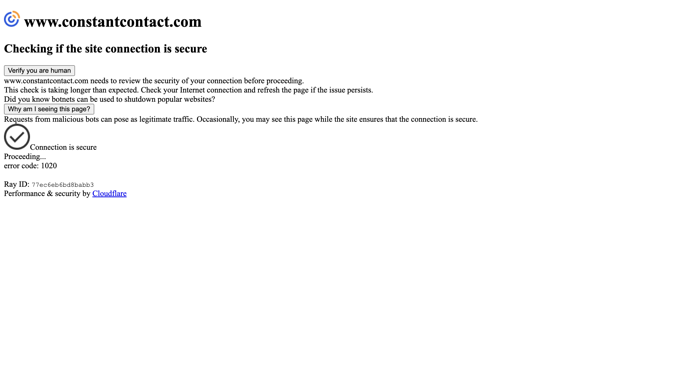 www.constantcontact.com
Checking if the site connection is secure
Verify you are human
www.constantcontact.com needs to review the security of your connection before proceeding.
This check is taking longer than expected. Check your Internet connection and refresh the page if the issue persists.
Did you know botnets can be used to shutdown popular websites?
Why am I seeing this page?
Requests from malicious bots can pose as legitimate traffic. Occasionally, you may see this page while the site ensures that the connection is secure.
Connection is secure
Proceeding...
error code: 1020
Ray ID: 77ec6eb6bd8babb3
Performance & security by Cloudflare